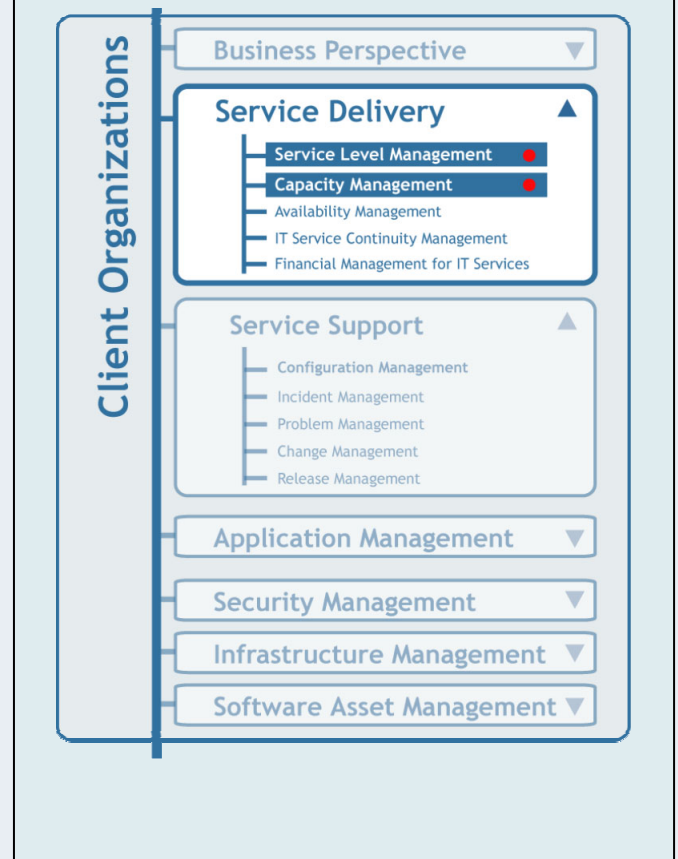 Client Organizations
Business Perspective
Service Delivery
Service Level Management
Capacity Management
Availability Management
IT Service Continuity Management
Financial Management for IT Services
Service Support
Configuration Management
Incident Management
Problem Management
Change Management
Release Management
Application Management
Security Management
Infrastructure Management
Software Asset Management